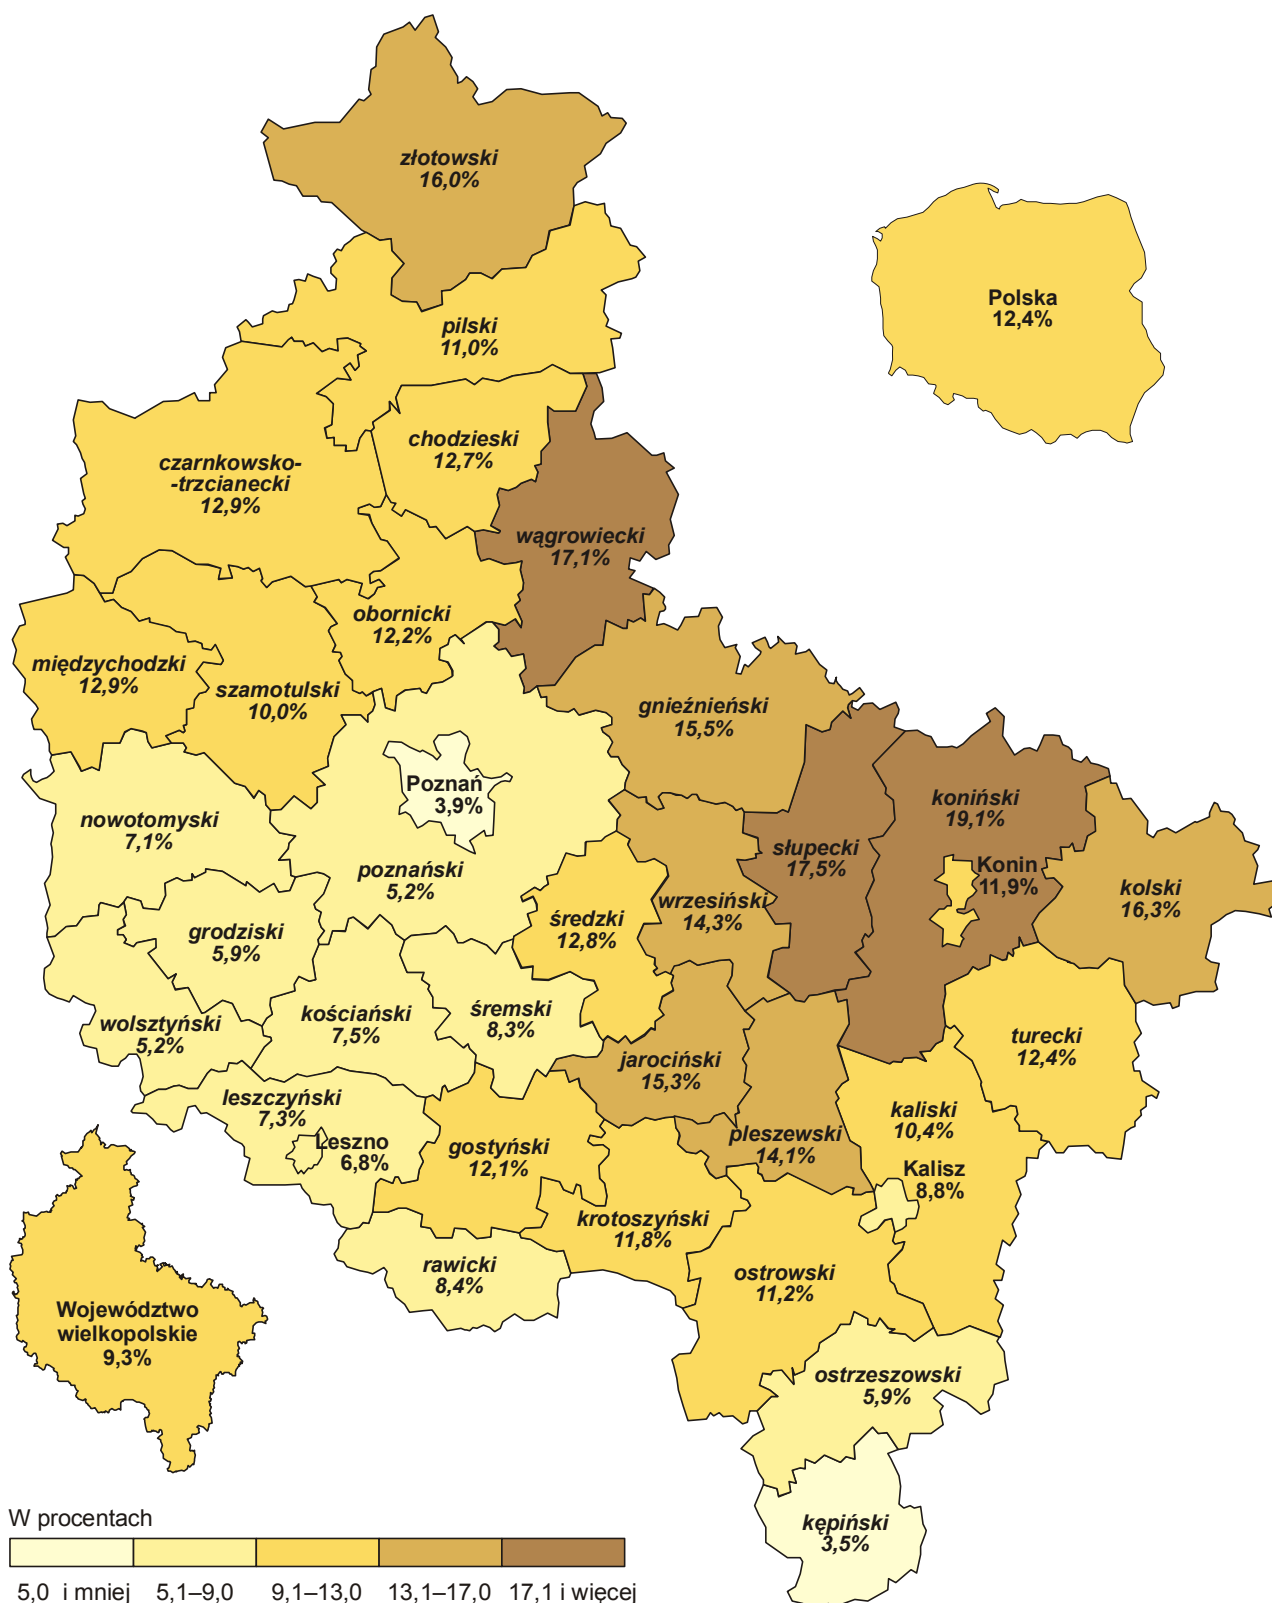 złotowski
16,0%
Polska
12,4%
pilski
11,0%
chodzieski
12,7%
czarnkowsko-
-trzcianecki
12,9%
wągrowiecki
17,1%
obornicki
12,2%
międzychodzki
12,9%
szamotulski
10,0%
gnieźnieński
15,5%
Poznań
3,9%
koniński
19,1%
nowotomyski
7,1%
słupecki
17,5%
poznański
5,2%
Konin
11,9%
kolski
16,3%
wrzesiński
14,3%
średzki
12,8%
grodziski
5,9%
kościański
7,5%
śremski
8,3%
wolsztyński
5,2%
turecki
12,4%
jarociński
15,3%
leszczyński
7,3%
kaliski
10,4%
Leszno
6,8%
gostyński
12,1%
pleszewski
14,1%
Kalisz
8,8%
krotoszyński
11,8%
rawicki
8,4%
ostrowski
11,2%
Województwo
wielkopolskie
9,3%
ostrzeszowski
5,9%
kępiński
3,5%
W procentach
5,0 i mniej 5,1–9,0 9,1–13,0 13,1–17,0 17,1 i więcej